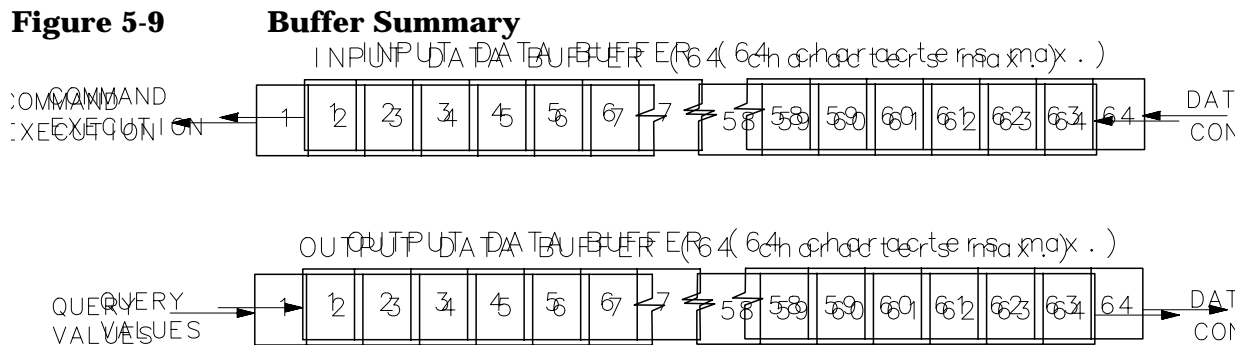 Figure 5-9 Buffer Summary
INPUT DATA BUFFER (64 characters max.)
COMMAND EXECUTION
1 2 3 4 5 6 7 58 59 60 61 62 63 64
DAT
CON
OUTPUT DATA BUFFER (64 characters max.)
QUERY VALUES
1 2 3 4 5 6 7 58 59 60 61 62 63 64
DAT
CON